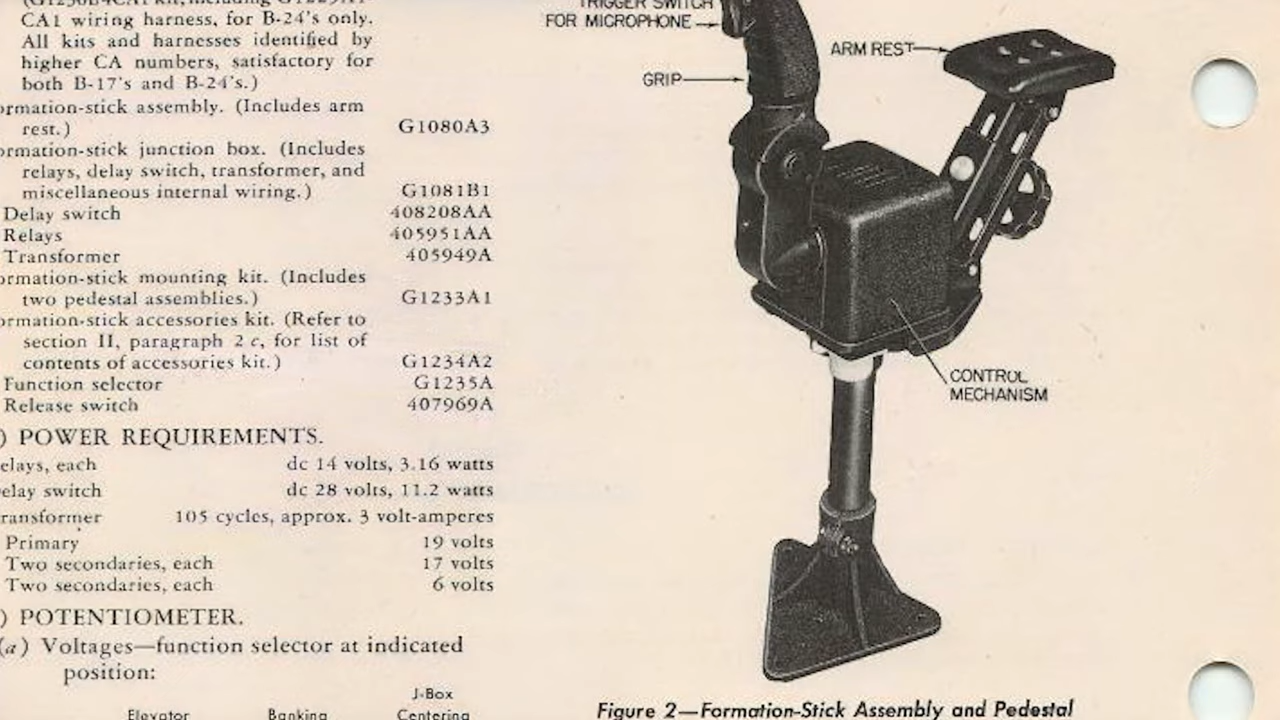 CA1 wiring harness, for B-24's only.
All kits and harnesses identified by
higher CA numbers, satisfactory for
both B-17's and B-24's.)
ormation-stick assembly. (Includes arm
rest.) G1080A3
ormation-stick junction box. (Includes
relays, delay switch, transformer, and
miscellaneous internal wiring.) G1081B1
Delay switch 408208AA
Relays 405951AA
Transformer 405949A
ormation-stick mounting kit. (Includes
two pedestal assemblies.) G1233A1
ormation-stick accessories kit. (Refer to
section II, paragraph 2 c, for list of
contents of accessories kit.) G1234A2
Function selector G1235A
Release switch 407969A
) POWER REQUIREMENTS.
elays, each dc 14 volts, 3.16 watts
elay switch dc 28 volts, 11.2 watts
ransformer 105 cycles, approx. 3 volt-amperes
Primary 19 volts
Two secondaries, each 17 volts
Two secondaries, each 6 volts
) POTENTIOMETER.
(a) Voltages—function selector at indicated
position:
J-Box
Elevator Banking Centering
TRIGGER SWITCH
FOR MICROPHONE
GRIP
ARM REST
CONTROL
MECHANISM
Figure 2—Formation-Stick Assembly and Pedestal